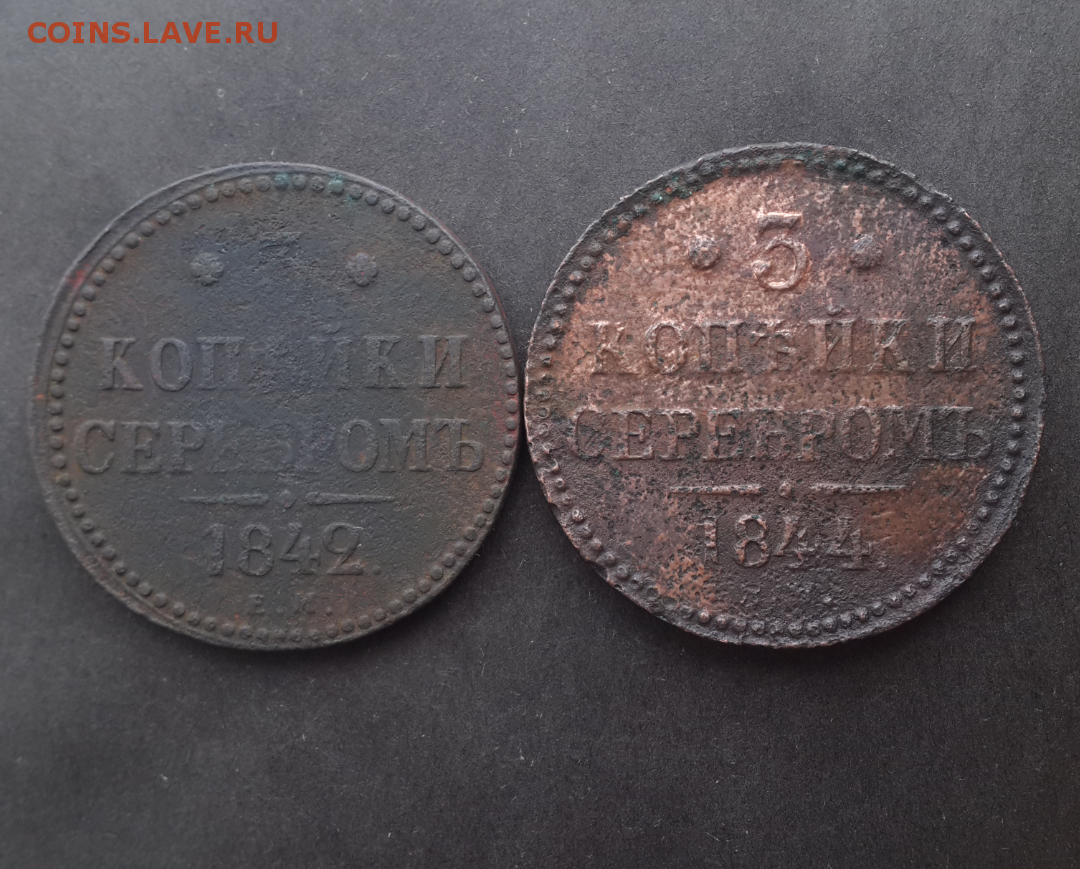 COINS.LAVE.RU
КОПѢЙКИ
СЕРЕБРОМЪ
1842.
Е.М.
3
КОПѢЙКИ
СЕРЕБРОМЪ
1844.